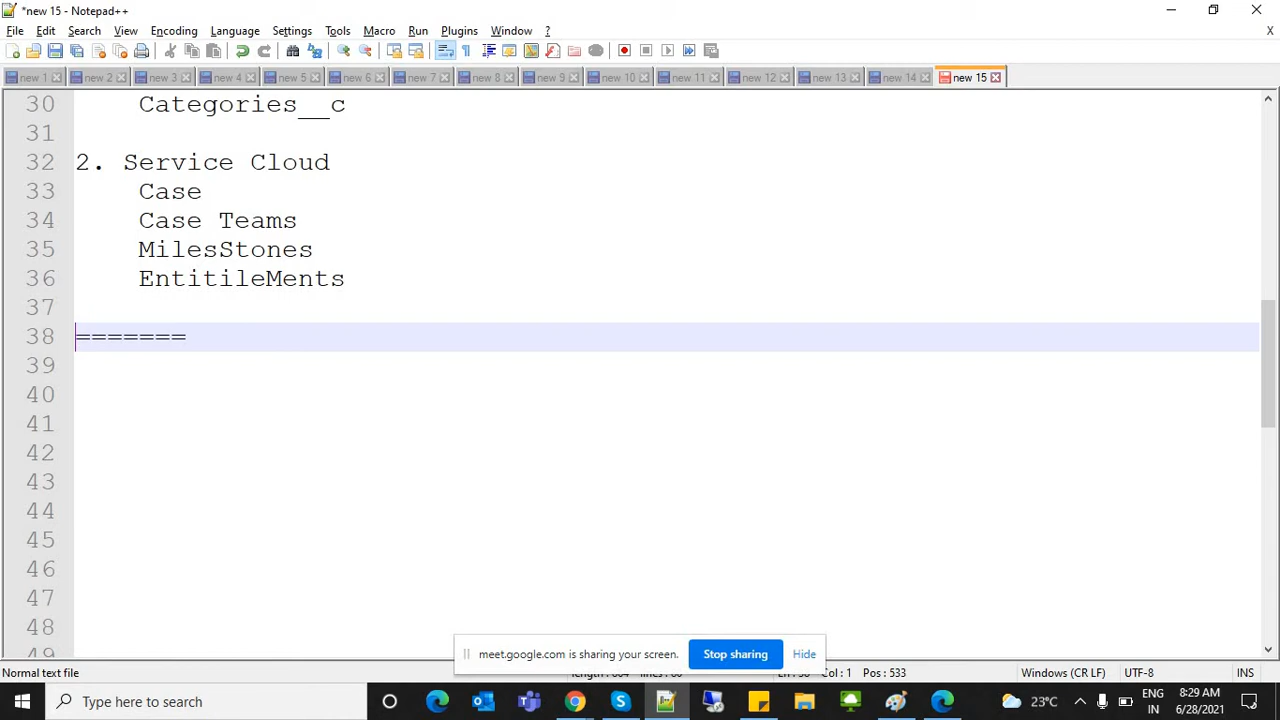 *new 15 - Notepad++
File Edit Search View Encoding Language Settings Tools Macro Run Plugins Window ?
X
new 1 new 2 new 3 new 4 new 5 new 6 new 7 new 8 new 9 new 10 new 11 new 12 new 13 new 14 new 15
30 Categories__c
31
32 2. Service Cloud
33 Case
34 Case Teams
35 MilesStones
36 EntitileMents
37
38 =======
39
40
41
42
43
44
45
46
47
48
49
meet.google.com is sharing your screen. Stop sharing Hide
Normal text file Col : 1 Pos : 533 Windows (CR LF) UTF-8 INS
Type here to search 23°C ENG 8:29 AM
IN 6/28/2021